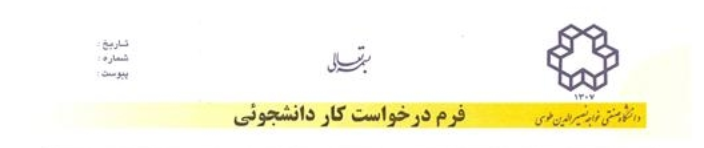 بسمه تعالی
تاریخ :
شماره :
پیوست :
۱۳۰۷
دانشگاه صنعتی خواجه نصیرالدین طوسی
فرم درخواست کار دانشجوئی